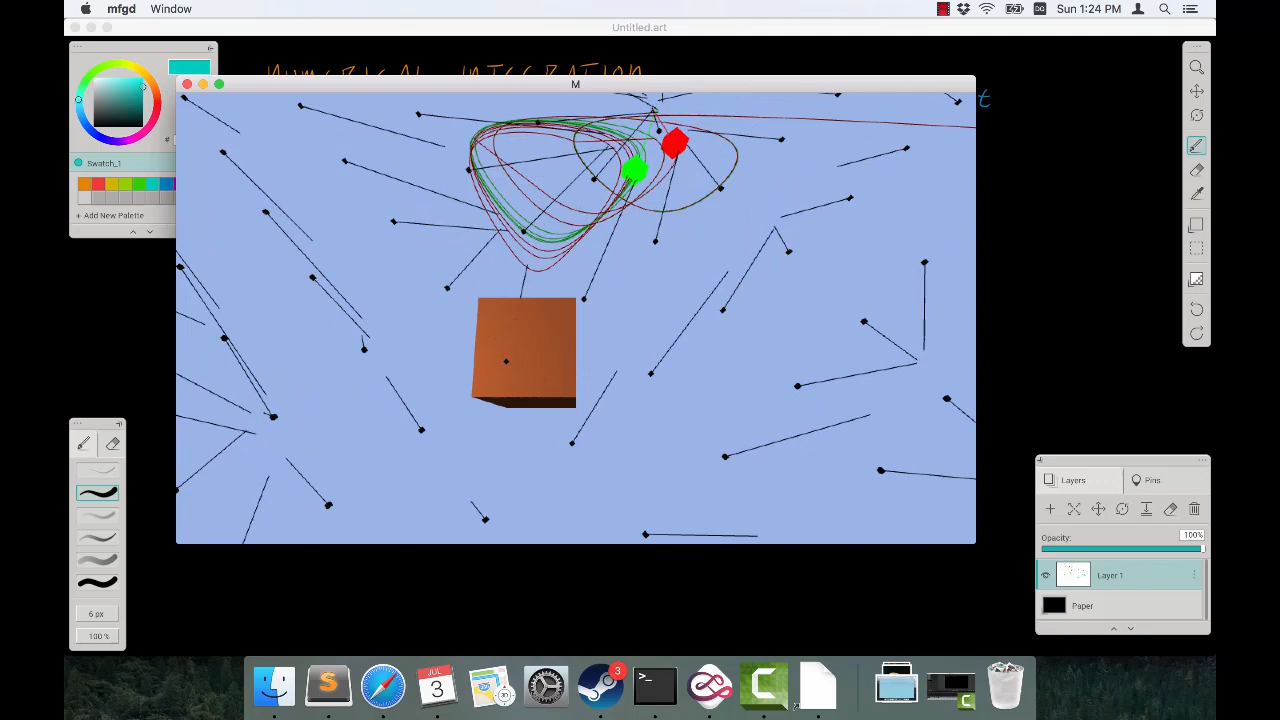 mfgd Window
Sun 1:24 PM
Untitled.art
NUMERICAL INTEGRATION
M
t
#
Swatch_1
+ Add New Palette
6 px
100 %
Layers
Pins
Opacity:
100%
Layer 1
Paper
3
JUL
3
S
>_
C